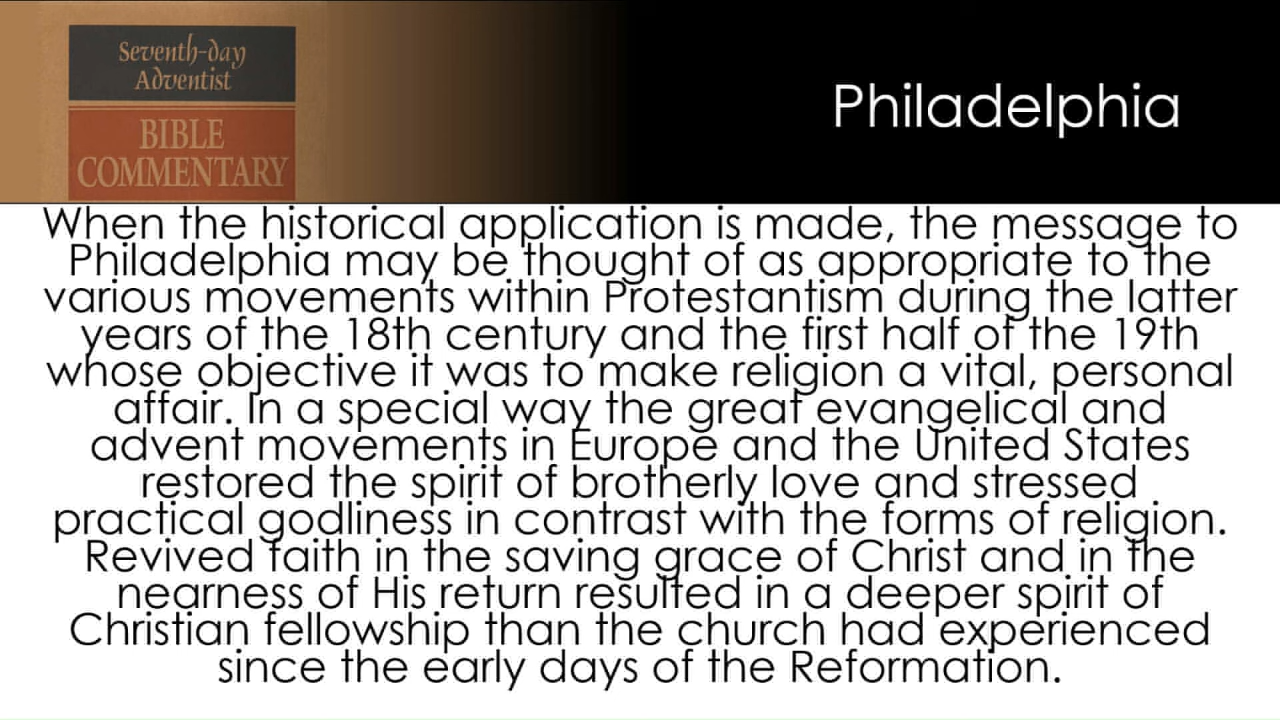 Seventh-day
Adventist
BIBLE
COMMENTARY
Philadelphia
When the historical application is made, the message to
Philadelphia may be thought of as appropriate to the
various movements within Protestantism during the latter
years of the 18th century and the first half of the 19th
whose objective it was to make religion a vital, personal
affair. In a special way the great evangelical and
advent movements in Europe and the United States
restored the spirit of brotherly love and stressed
practical godliness in contrast with the forms of religion.
Revived faith in the saving grace of Christ and in the
nearness of His return resulted in a deeper spirit of
Christian fellowship than the church had experienced
since the early days of the Reformation.